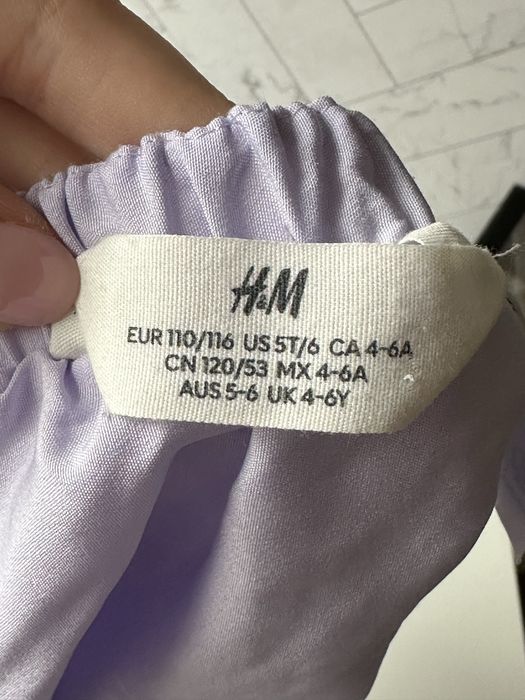 H&M
EUR 110/116 US 5T/6 CA 4-6A
CN 120/53 MX 4-6A
AUS 5-6 UK 4-6Y